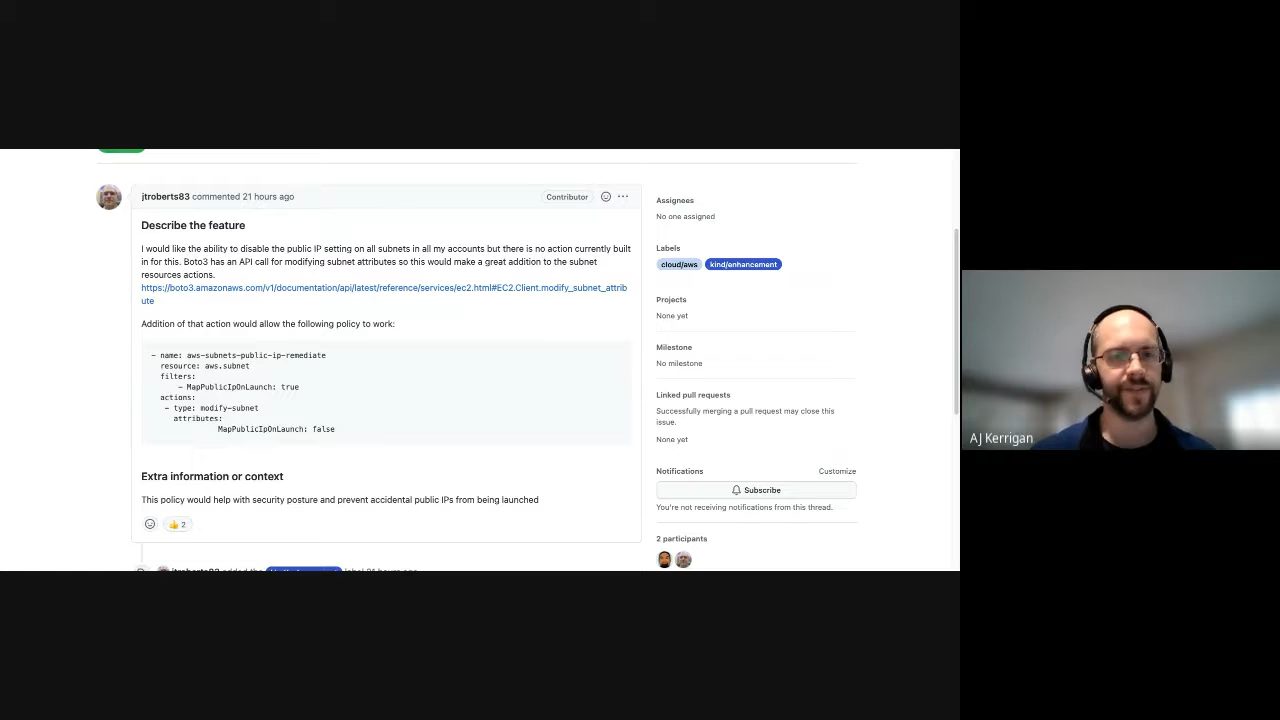 jtroberts83 commented 21 hours ago
Contributor
Describe the feature
I would like the ability to disable the public IP setting on all subnets in all my accounts but there is no action currently built
in for this. Boto3 has an API call for modifying subnet attributes so this would make a great addition to the subnet
resources actions.
https://boto3.amazonaws.com/v1/documentation/api/latest/reference/services/ec2.html#EC2.Client.modify_subnet_attrib
ute
Addition of that action would allow the following policy to work:
- name: aws-subnets-public-ip-remediate
resource: aws.subnet
filters:
- MapPublicIpOnLaunch: true
actions:
- type: modify-subnet
attributes:
MapPublicIpOnLaunch: false
Extra information or context
This policy would help with security posture and prevent accidental public IPs from being launched
👍 2
jtroberts83 added the
label 21 hours ago
Assignees
No one assigned
Labels
cloud/aws kind/enhancement
Projects
None yet
Milestone
No milestone
Linked pull requests
Successfully merging a pull request may close this
issue.
None yet
Notifications Customize
Subscribe
You're not receiving notifications from this thread.
2 participants
AJ Kerrigan